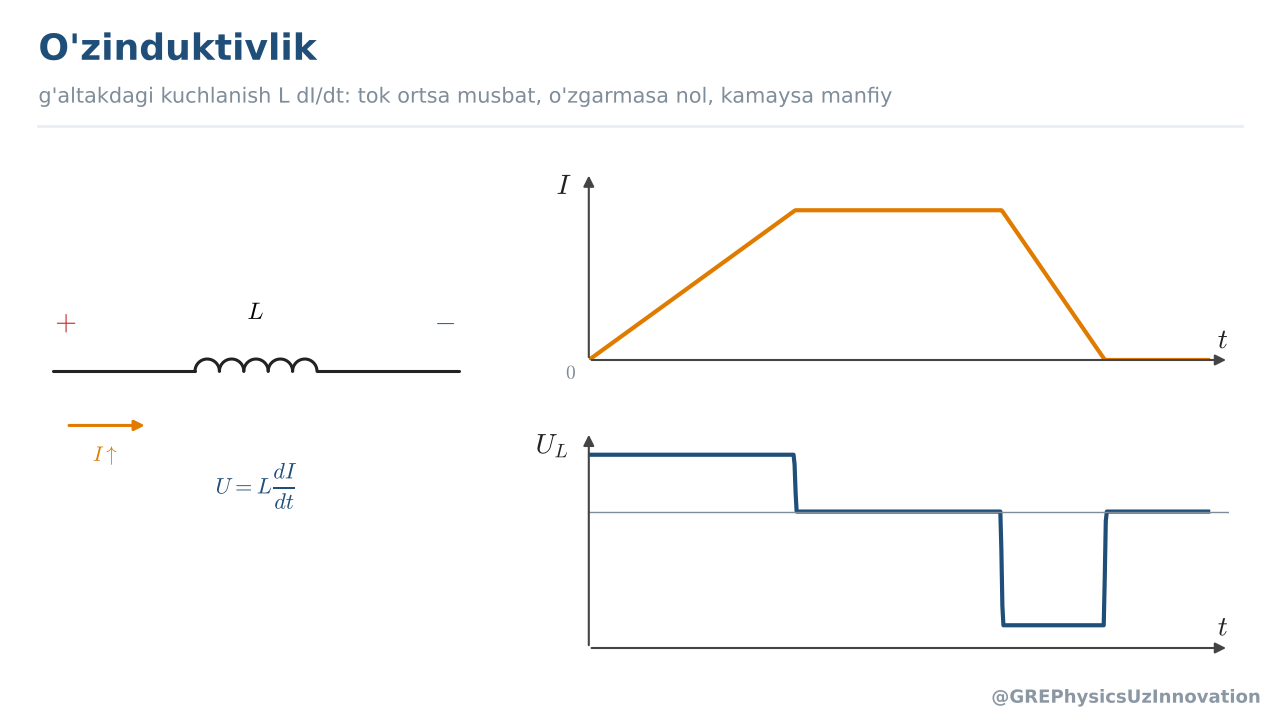 O'zinduktivlik
g'altakdagi kuchlanish L dI/dt: tok ortsa musbat, o'zgarmasa nol, kamaysa manfiy
I
t
0
+
L
−
I↑
U = L dI/dt
U_L
t
@GREPhysicsUzInnovation